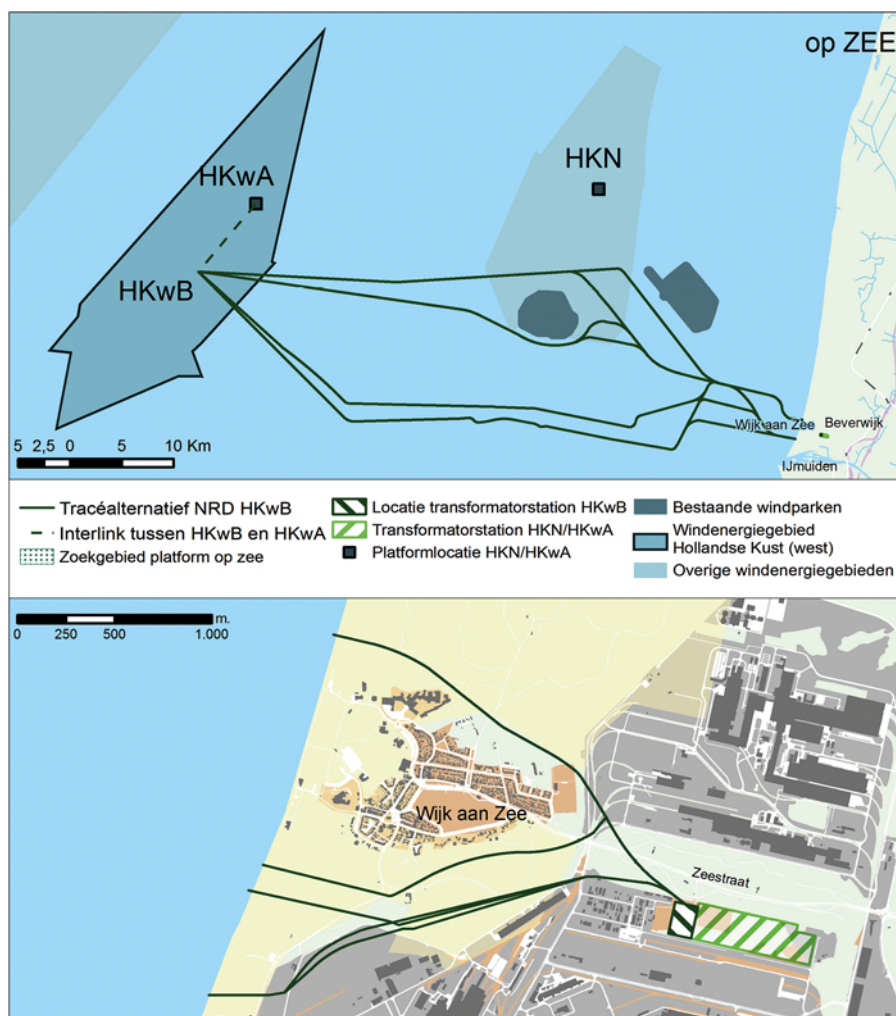 op ZEE
HKwA
HKN
HKwB
Wijk aan Zee
Beverwijk
IJmuiden
5 2,5 0 5 10 Km
Tracéalternatief NRD HKwB
Interlink tussen HKwB en HKwA
Zoekgebied platform op zee
Locatie transformatorstation HKwB
Transformatorstation HKN/HKwA
Platformlocatie HKN/HKwA
Bestaande windparken
Windenergiegebied
Hollandse Kust (west)
Overige windenergiegebieden
m.
0 250 500 1.000
Wijk aan Zee
Zeestraat